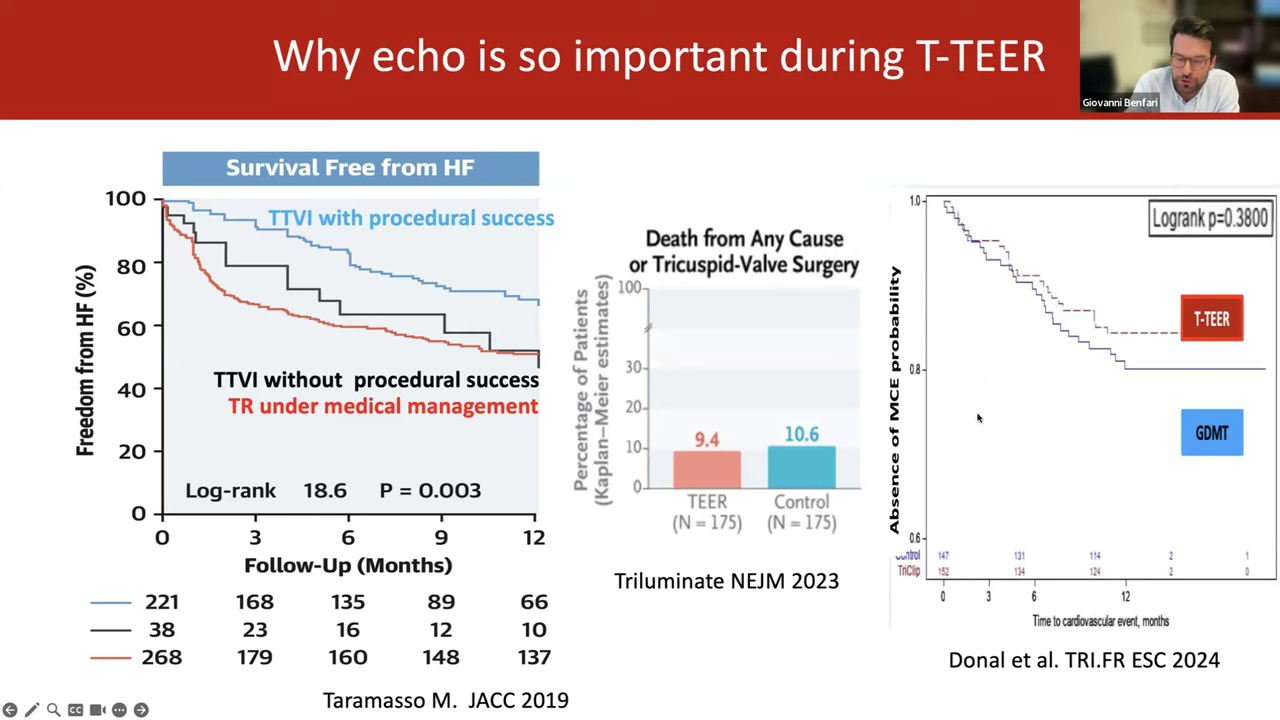 Why echo is so important during T-TEER
Giovanni Benfari
Survival Free from HF
Freedom from HF (%)
100
80
60
40
20
0
TTVI with procedural success
TTVI without procedural success
TR under medical management
Log-rank 18.6 P = 0.003
0 3 6 9 12
Follow-Up (Months)
221 168 135 89 66
38 23 16 12 10
268 179 160 148 137
Taramasso M. JACC 2019
Death from Any Cause
or Tricuspid-Valve Surgery
Percentage of Patients
(Kaplan–Meier estimates)
100
30
20
10
0
9.4
10.6
TEER
(N = 175)
Control
(N = 175)
Triluminate NEJM 2023
Absence of MCE probability
1.0
0.8
0.6
Logrank p=0.3800
T-TEER
GDMT
147 131 114 2 1
TriClip 152 134 124 2 0
0 3 6 12
Time to cardiovascular event, months
Donal et al. TRI.FR ESC 2024
CC